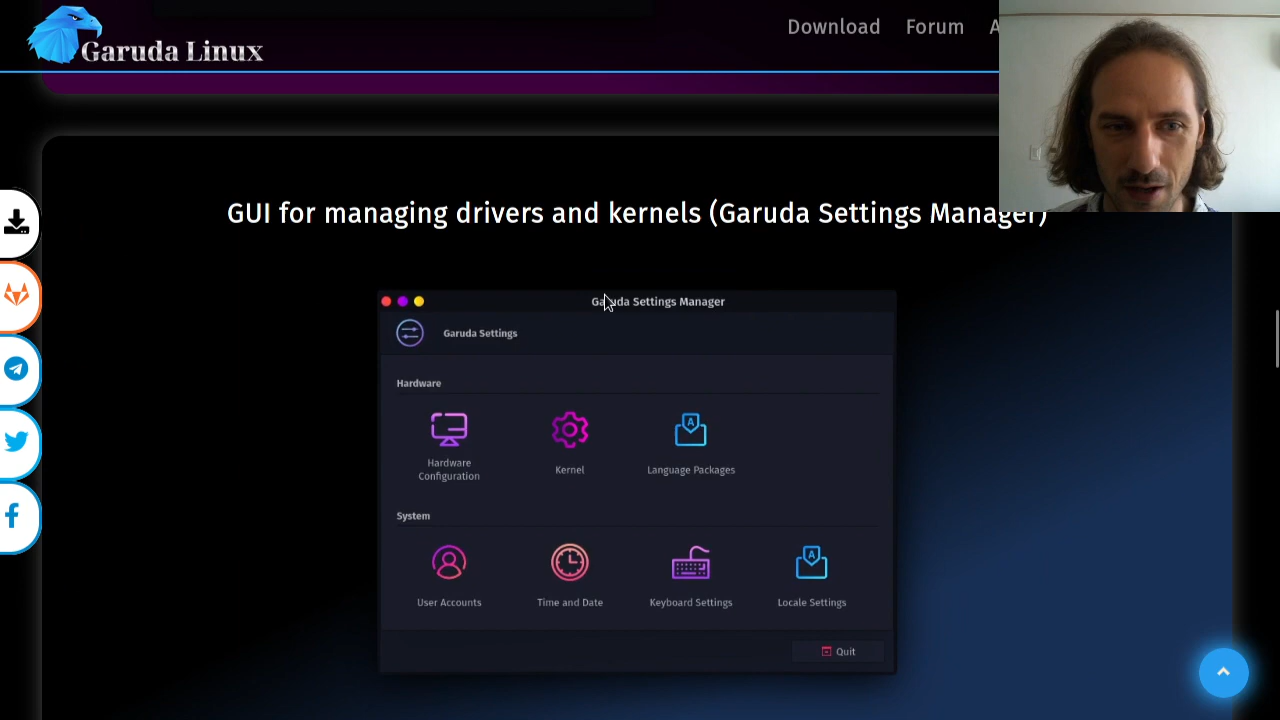 Garuda Linux
Download
Forum
GUI for managing drivers and kernels (Garuda Settings Manager)
Garuda Settings Manager
Garuda Settings
Hardware
Hardware
Configuration
Kernel
Language Packages
System
User Accounts
Time and Date
Keyboard Settings
Locale Settings
Quit